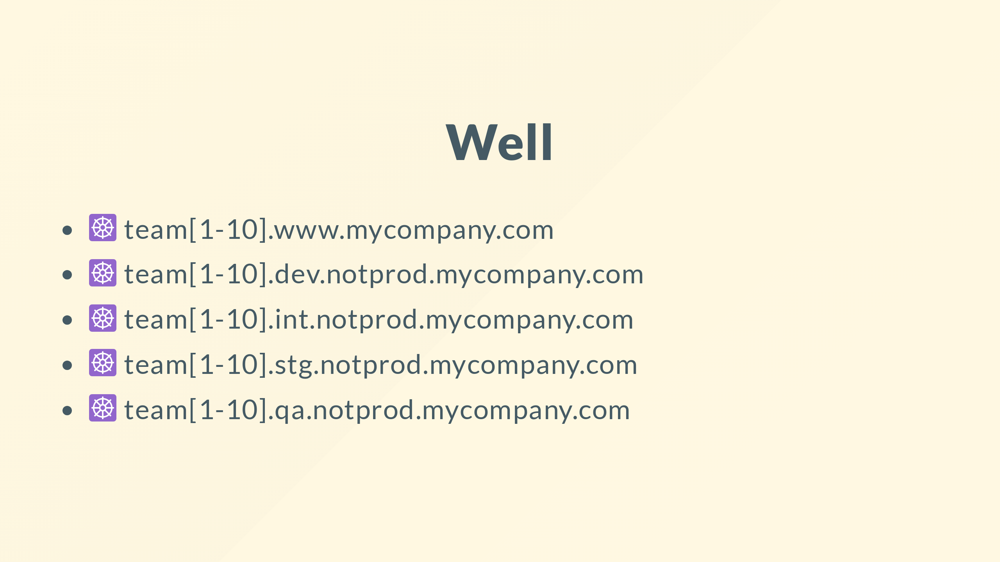 Well
• ☸️ team[1-10].www.mycompany.com
• ☸️ team[1-10].dev.notprod.mycompany.com
• ☸️ team[1-10].int.notprod.mycompany.com
• ☸️ team[1-10].stg.notprod.mycompany.com
• ☸️ team[1-10].qa.notprod.mycompany.com